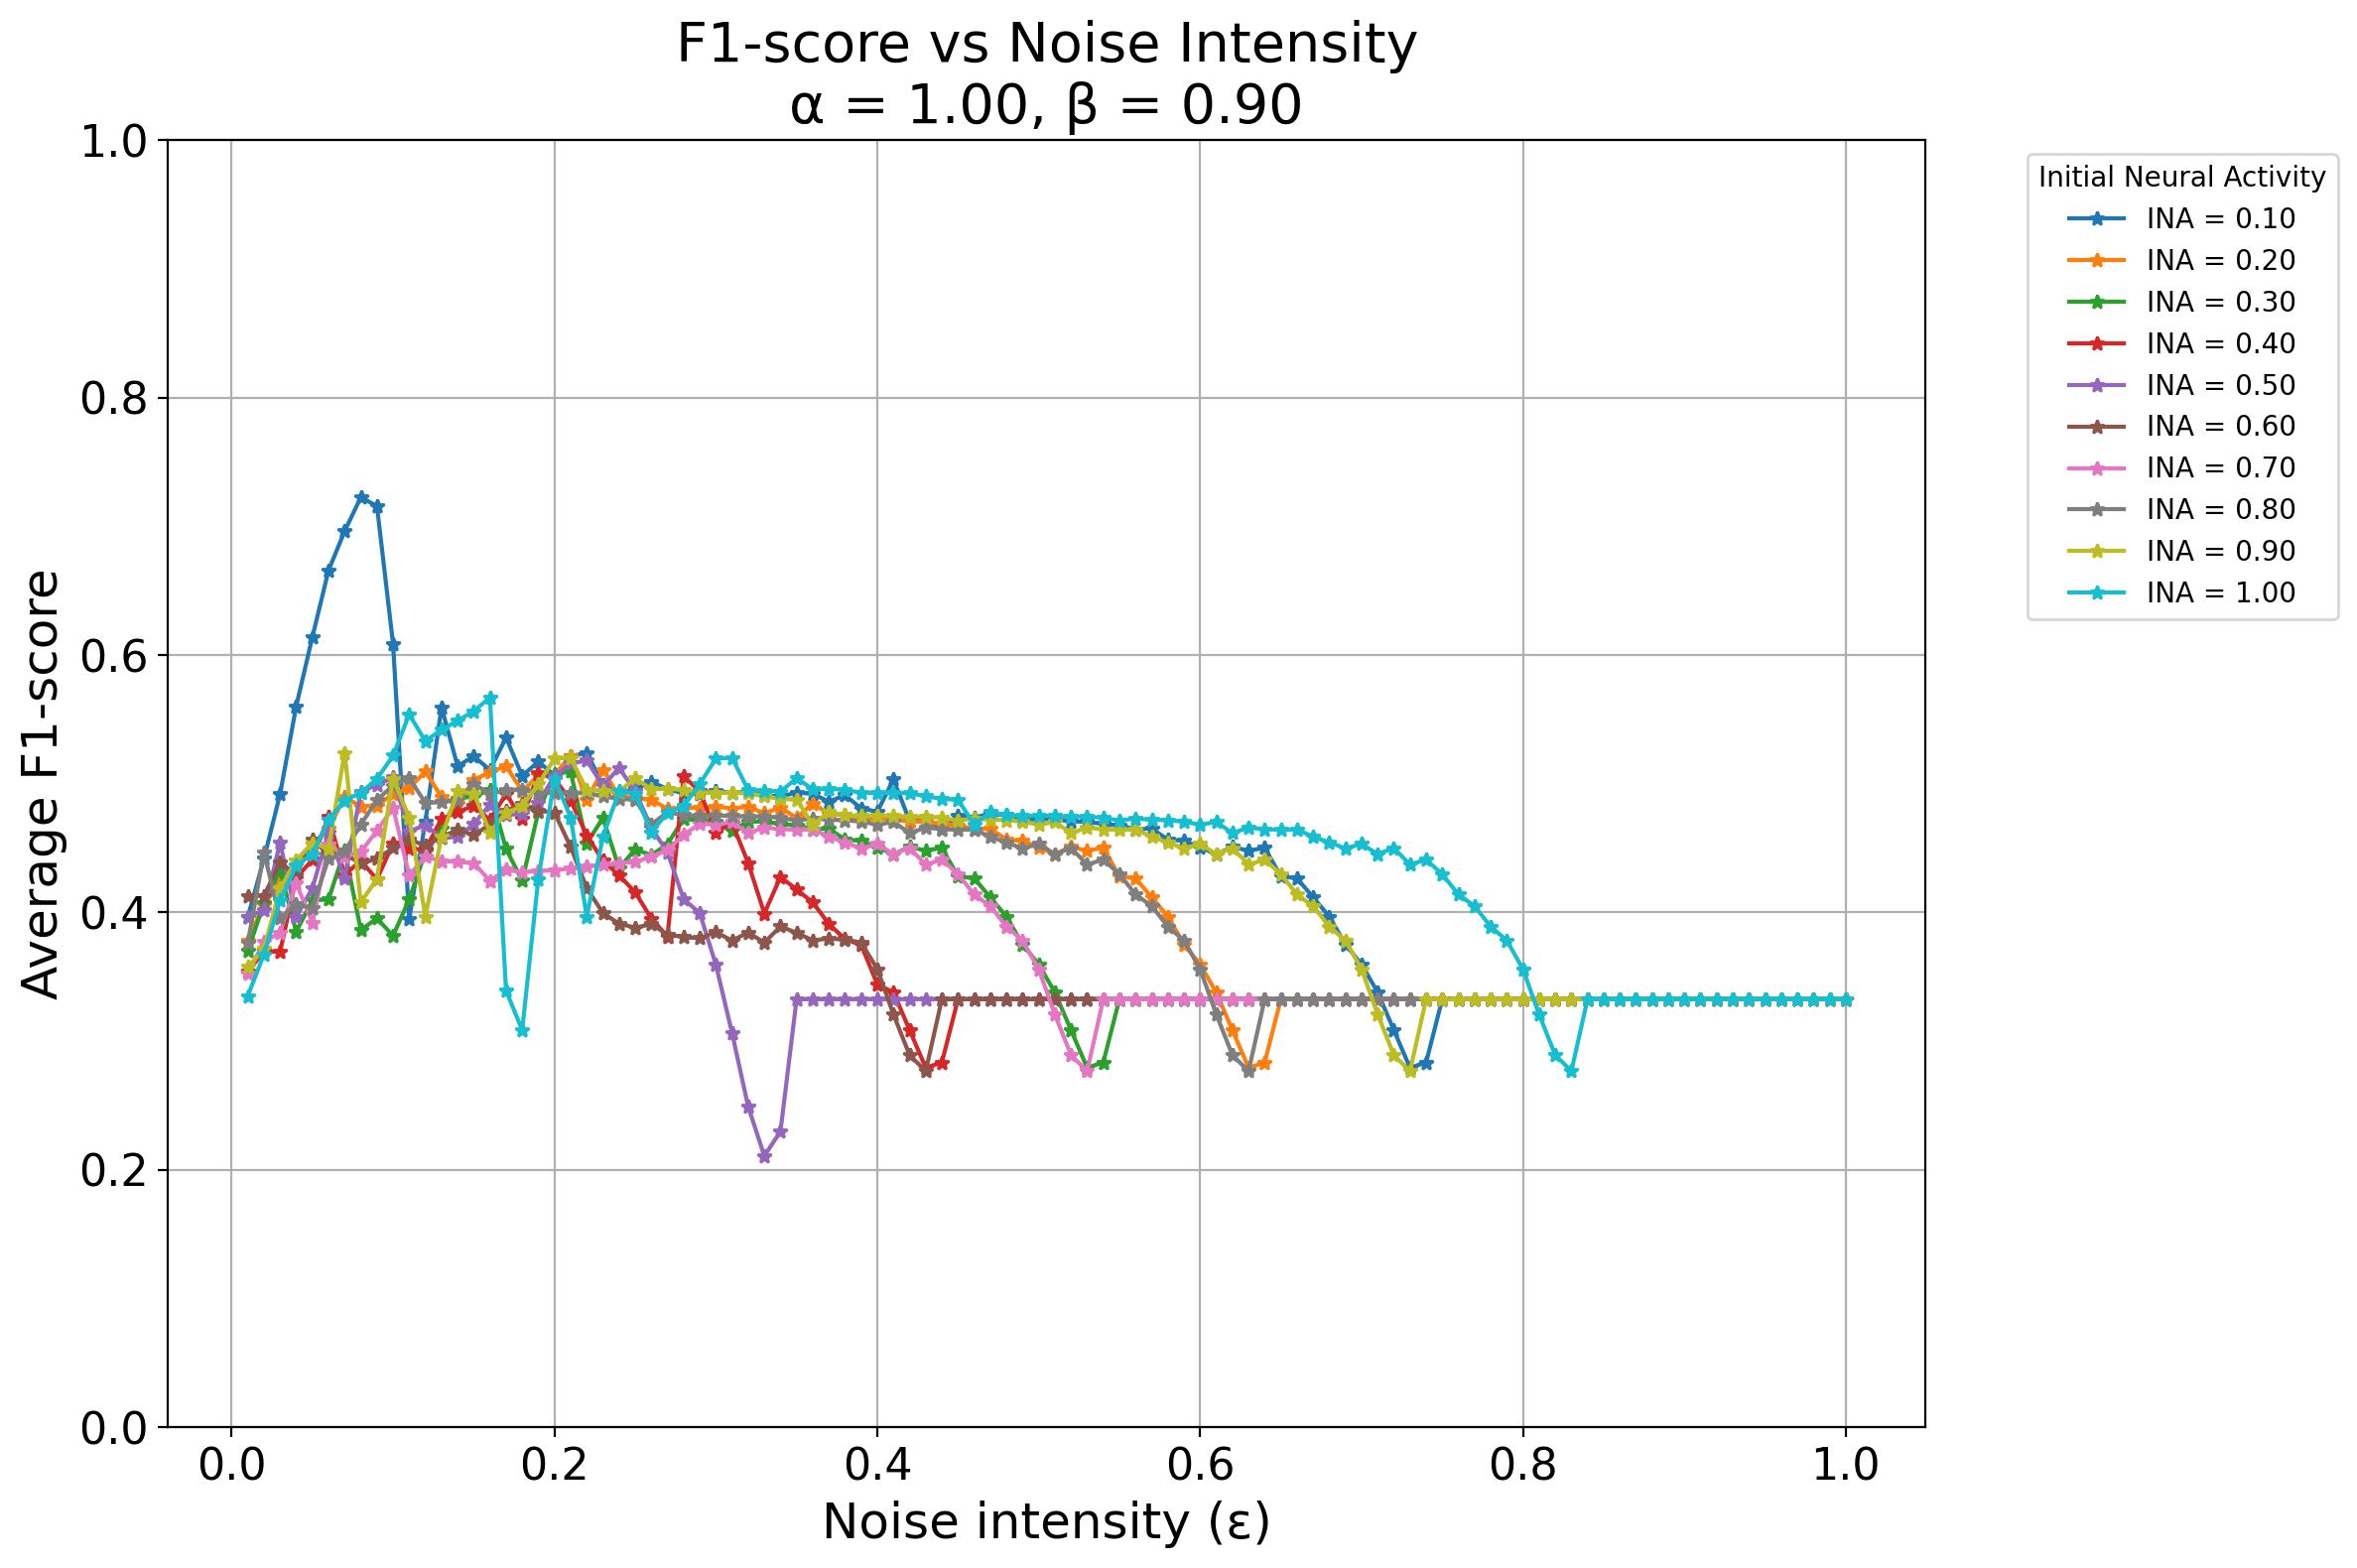 F1-score vs Noise Intensity
α = 1.00, β = 0.90
1.0
0.8
0.6
0.4
0.2
0.0
Average F1-score
0.0 0.2 0.4 0.6 0.8 1.0
Noise intensity (ε)
Initial Neural Activity
INA = 0.10
INA = 0.20
INA = 0.30
INA = 0.40
INA = 0.50
INA = 0.60
INA = 0.70
INA = 0.80
INA = 0.90
INA = 1.00